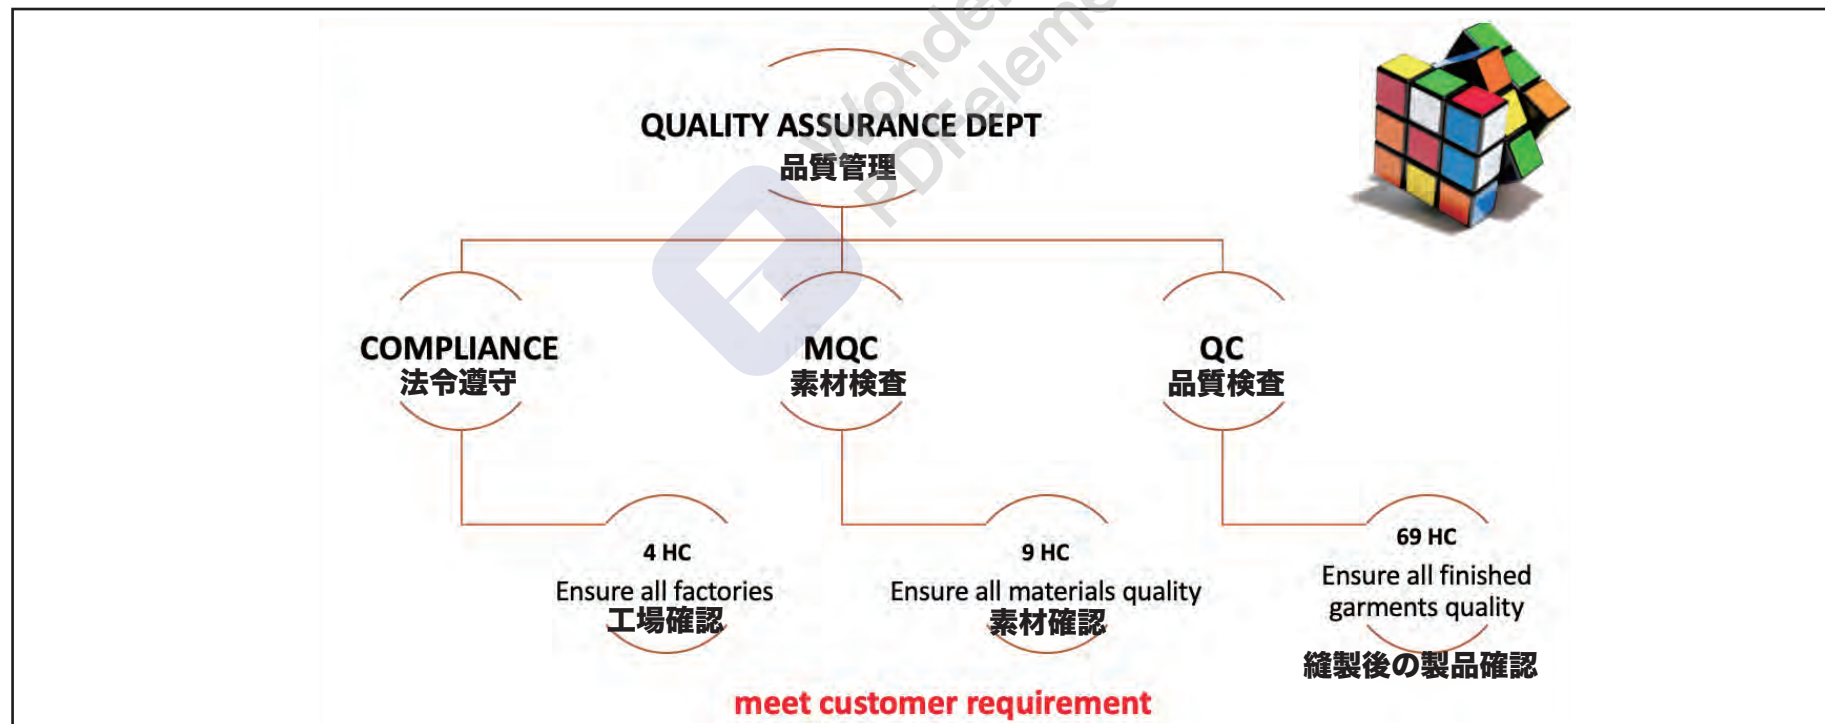 QUALITY ASSURANCE DEPT
品質管理
COMPLIANCE
法令遵守
MQC
素材検査
QC
品質検査
4 HC
Ensure all factories
工場確認
9 HC
Ensure all materials quality
素材確認
69 HC
Ensure all finished
garments quality
縫製後の製品確認
meet customer requirement